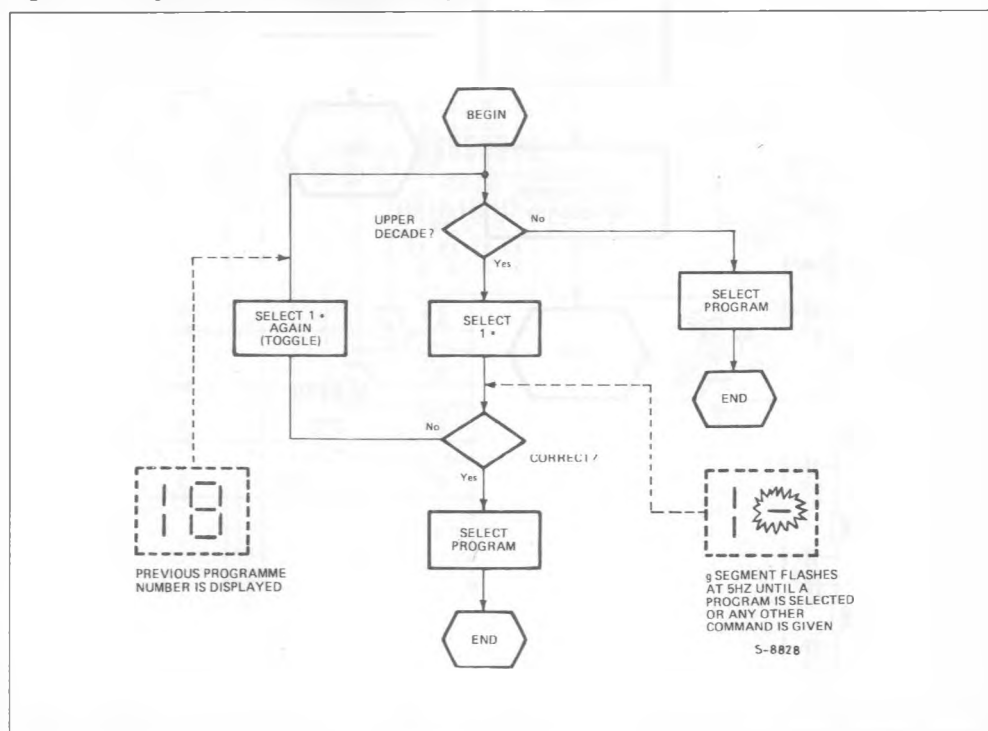 BEGIN
UPPER
DECADE?
No
Yes
SELECT
PROGRAM
SELECT 1 *
AGAIN
(TOGGLE)
SELECT
1 *
END
No
CORRECT?
Yes
18
1 -
SELECT
PROGRAM
PREVIOUS PROGRAMME
NUMBER IS DISPLAYED
g SEGMENT FLASHES
AT 5HZ UNTIL A
PROGRAM IS SELECTED
OR ANY OTHER
COMMAND IS GIVEN
END
S-8828